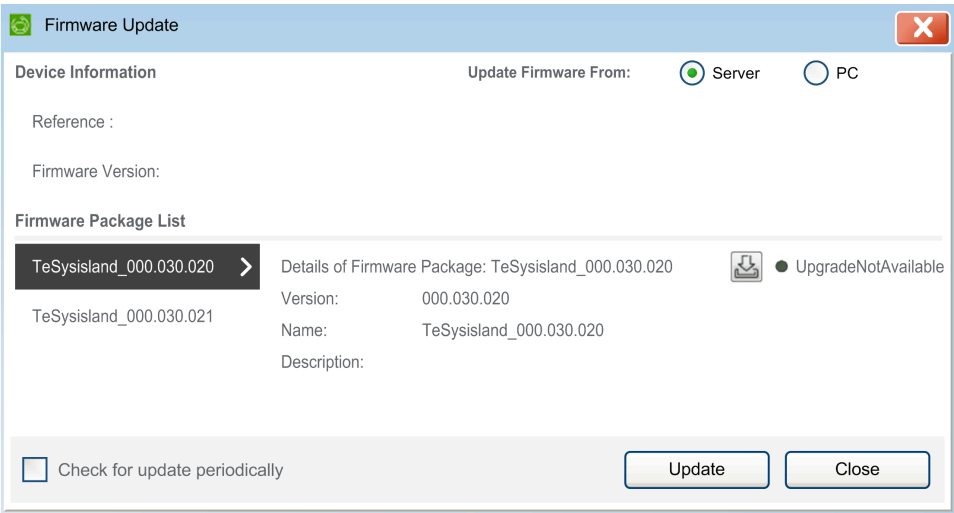 Firmware Update
Device Information
Update Firmware From: Server PC
Reference :
Firmware Version:
Firmware Package List
TeSysisland_000.030.020
TeSysisland_000.030.021
Details of Firmware Package: TeSysisland_000.030.020 UpgradeNotAvailable
Version: 000.030.020
Name: TeSysisland_000.030.020
Description:
Check for update periodically
Update
Close